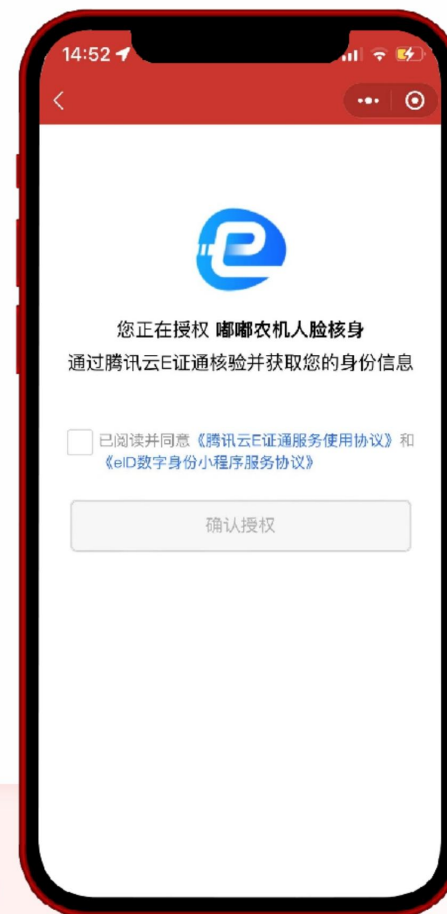 14:52
您正在授权 嘟嘟农机人脸核身
通过腾讯云E证通核验并获取您的身份信息
已阅读并同意《腾讯云E证通服务使用协议》和
《eID数字身份小程序服务协议》
确认授权